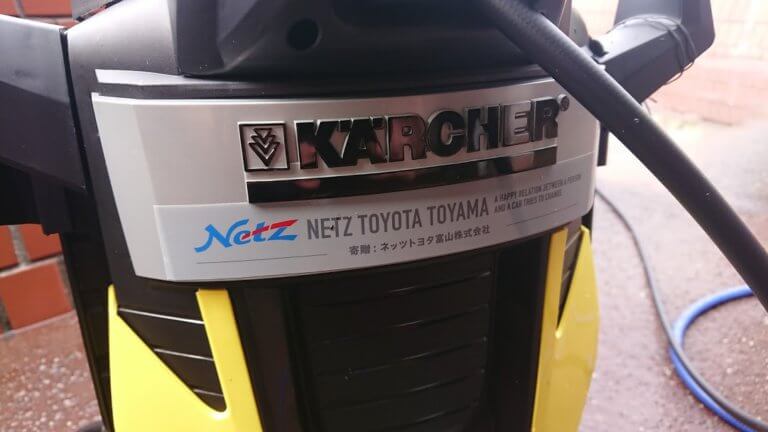 KÄRCHER®
Netz NETZ TOYOTA TOYAMA
A HAPPY RELATION BETWEEN A PERSON
AND A CAR TRIES TO CHANGE.
寄贈：ネッツトヨタ富山株式会社